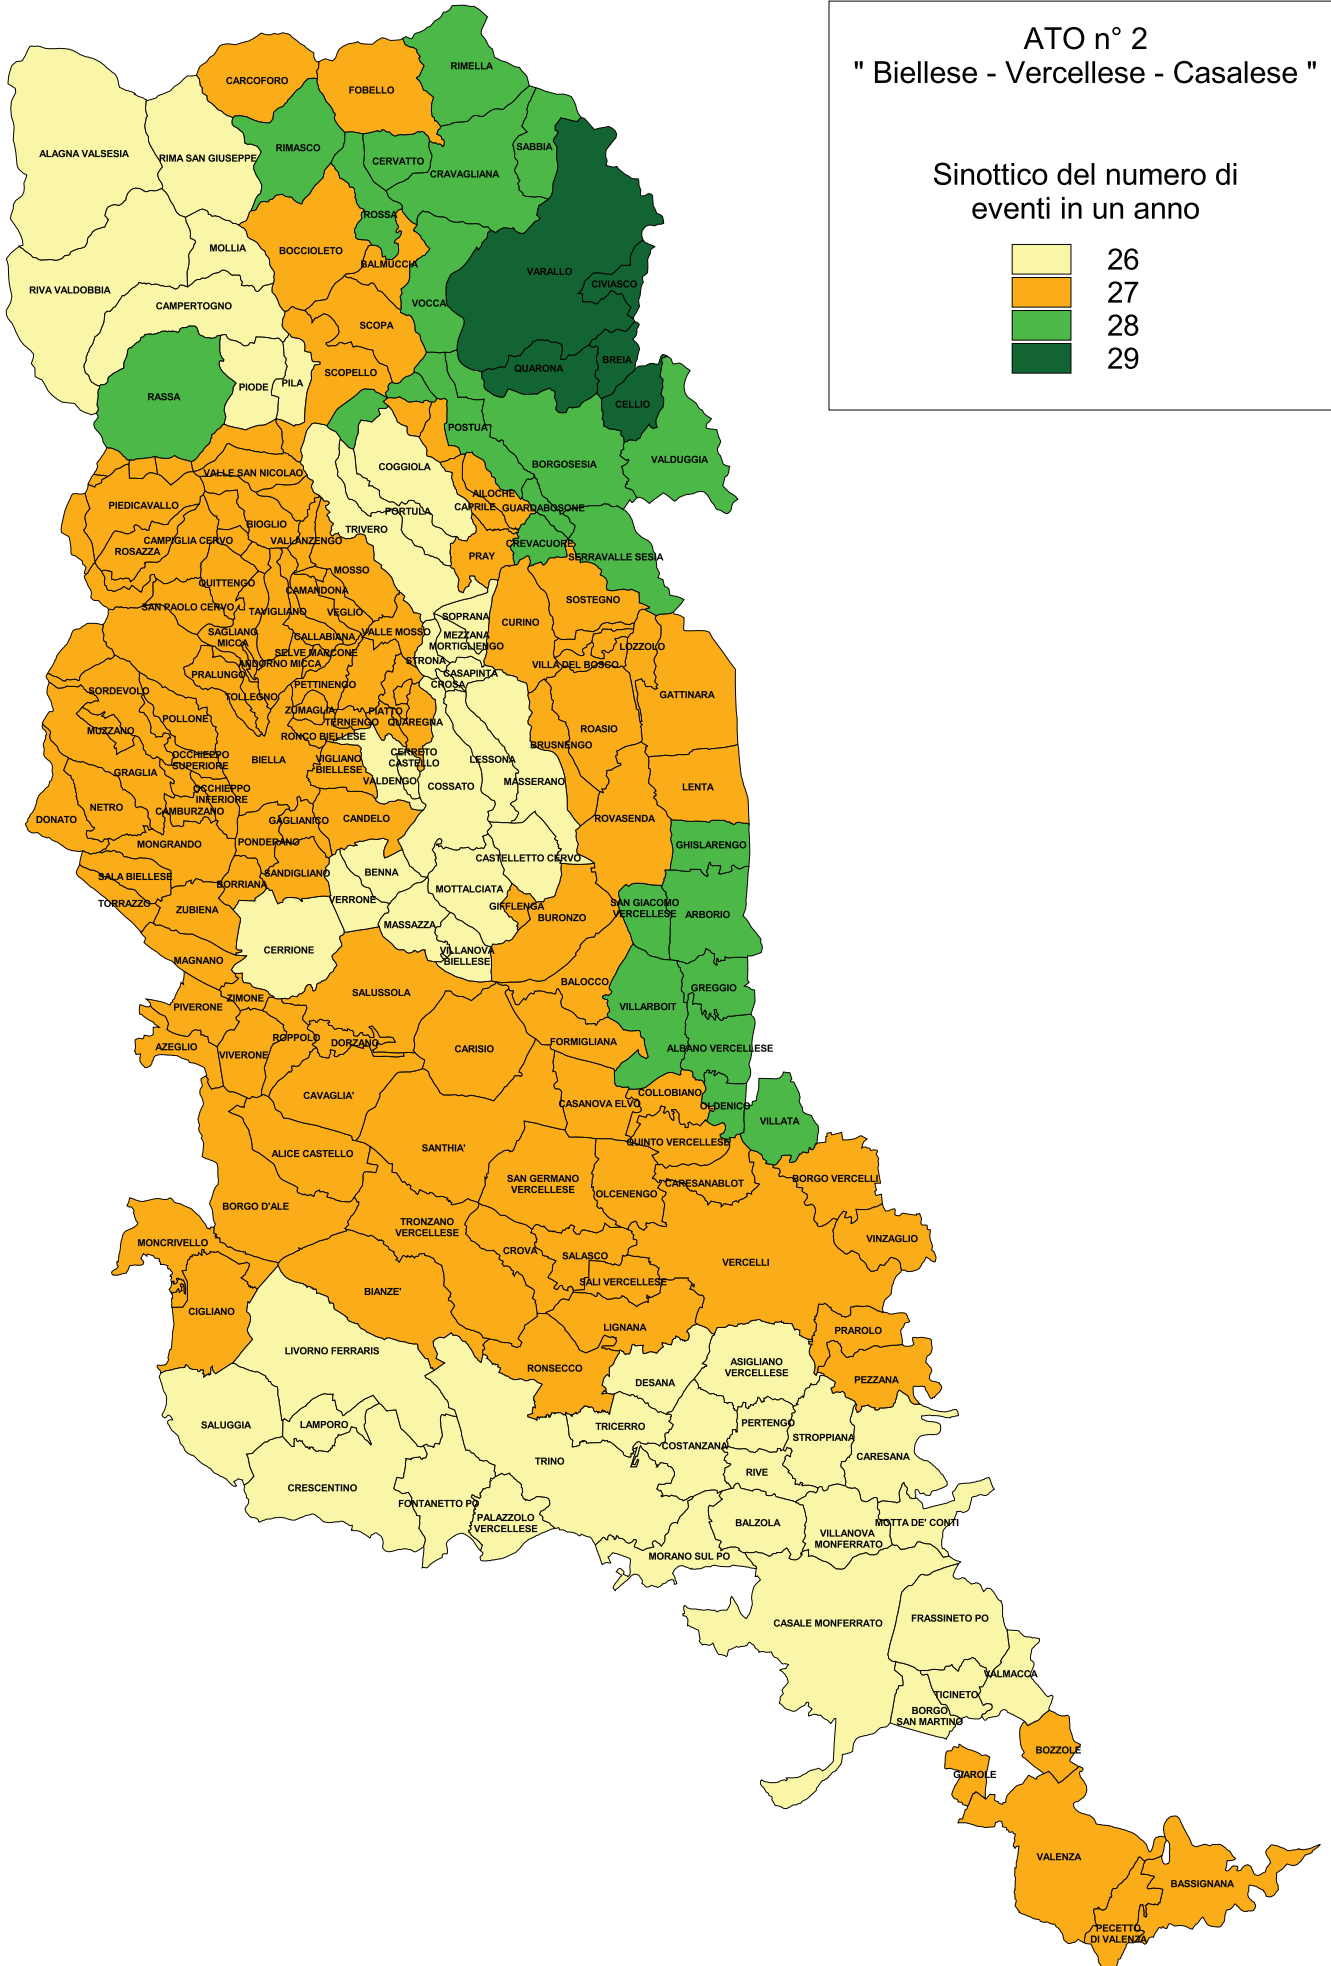 ATO n° 2
" Biellese - Vercellese - Casalese "
Sinottico del numero di
eventi in un anno
26
27
28
29
RIMELLA
CARCOFORO
FOBELLO
SABBIA
RIMASCO
ALAGNA VALSESIA
RIMA SAN GIUSEPPE
CERVATTO
CRAVAGLIANA
ROSSA
MOLLIA
BOCCIOLETO
BALMUCCIA
VARALLO
CIVIASCO
RIVA VALDOBBIA
CAMPERTOGNO
VOCCA
SCOPA
BREIA
QUARONA
SCOPELLO
PILA
PIODE
RASSA
CELLIO
POSTUA
VALDUGGIA
BORGOSESIA
COGGIOLA
VALLE SAN NICOLAO
AILOCHE
CAPRILE
GUARDABOSONE
PIEDICAVALLO
PORTULA
BIOGLIO
TRIVERO
CAMPIGLIA CERVO
VALLANZENGO
CREVACUORE
ROSAZZA
PRAY
SERRAVALLE SESIA
MOSSO
QUITTENGO
CAMANDONA
SOSTEGNO
SAN PAOLO CERVO
TAVIGLIANO
VEGLIO
SOPRANA
CURINO
SAGLIANO
MICCA
CALLABIANA
VALLE MOSSO
MEZZANA
MORTIGLIENGO
LOZZOLO
SELVE MARCONE
ANDORNO MICCA
STRONA
VILLA DEL BOSCO
PRALUNGO
CASAPINTA
CROSA
PETTINENGO
SORDEVOLO
TOLLEGNO
GATTINARA
ZUMAGLIA
PIATTO
POLLONE
TERNENGO
QUAREGNA
MUZZANO
RONCO BIELLESE
ROASIO
BRUSNENGO
OCCHIEPPO
SUPERIORE
BIELLA
VIGLIANO
BIELLESE
CERRETO
CASTELLO
LESSONA
GRAGLIA
VALDENGO
MASSERANO
COSSATO
LENTA
OCCHIEPPO
INFERIORE
NETRO
CAMBURZANO
DONATO
GAGLIANICO
CANDELO
ROVASENDA
MONGRANDO
PONDERANO
GHISLARENGO
CASTELLETTO CERVO
SALA BIELLESE
SANDIGLIANO
BENNA
BORRIANA
MOTTALCIATA
TORRAZZO
VERRONE
GIFFLENGA
SAN GIACOMO
VERCELLESE
ZUBIENA
BURONZO
ARBORIO
MASSAZZA
CERRIONE
VILLANOVA
BIELLESE
MAGNANO
BALOCCO
GREGGIO
SALUSSOLA
ZIMONE
PIVERONE
VILLARBOIT
ROPPOLO
DORZANO
FORMIGLIANA
AZEGLIO
VIVERONE
CARISIO
ALBANO VERCELLESE
CAVAGLIA'
COLLOBIANO
CASANOVA ELVO
OLDENICO
VILLATA
QUINTO VERCELLESE
SANTHIA'
ALICE CASTELLO
SAN GERMANO
VERCELLESE
CARESANABLOT
BORGO VERCELLI
OLCENENGO
BORGO D'ALE
TRONZANO
VERCELLESE
VINZAGLIO
MONCRIVELLO
CROVA
SALASCO
VERCELLI
SALI VERCELLESE
BIANZE'
CIGLIANO
LIGNANA
PRAROLO
LIVORNO FERRARIS
RONSECCO
ASIGLIANO
VERCELLESE
DESANA
PEZZANA
SALUGGIA
LAMPORO
TRICERRO
PERTENGO
STROPPIANA
COSTANZANA
CARESANA
TRINO
RIVE
CRESCENTINO
FONTANETTO PO
PALAZZOLO
VERCELLESE
BALZOLA
VILLANOVA
MONFERRATO
MOTTA DE' CONTI
MORANO SUL PO
CASALE MONFERRATO
FRASSINETO PO
VALMACCA
TICINETO
BORGO
SAN MARTINO
BOZZOLE
GIAROLE
VALENZA
BASSIGNANA
PECETTO
DI VALENZA